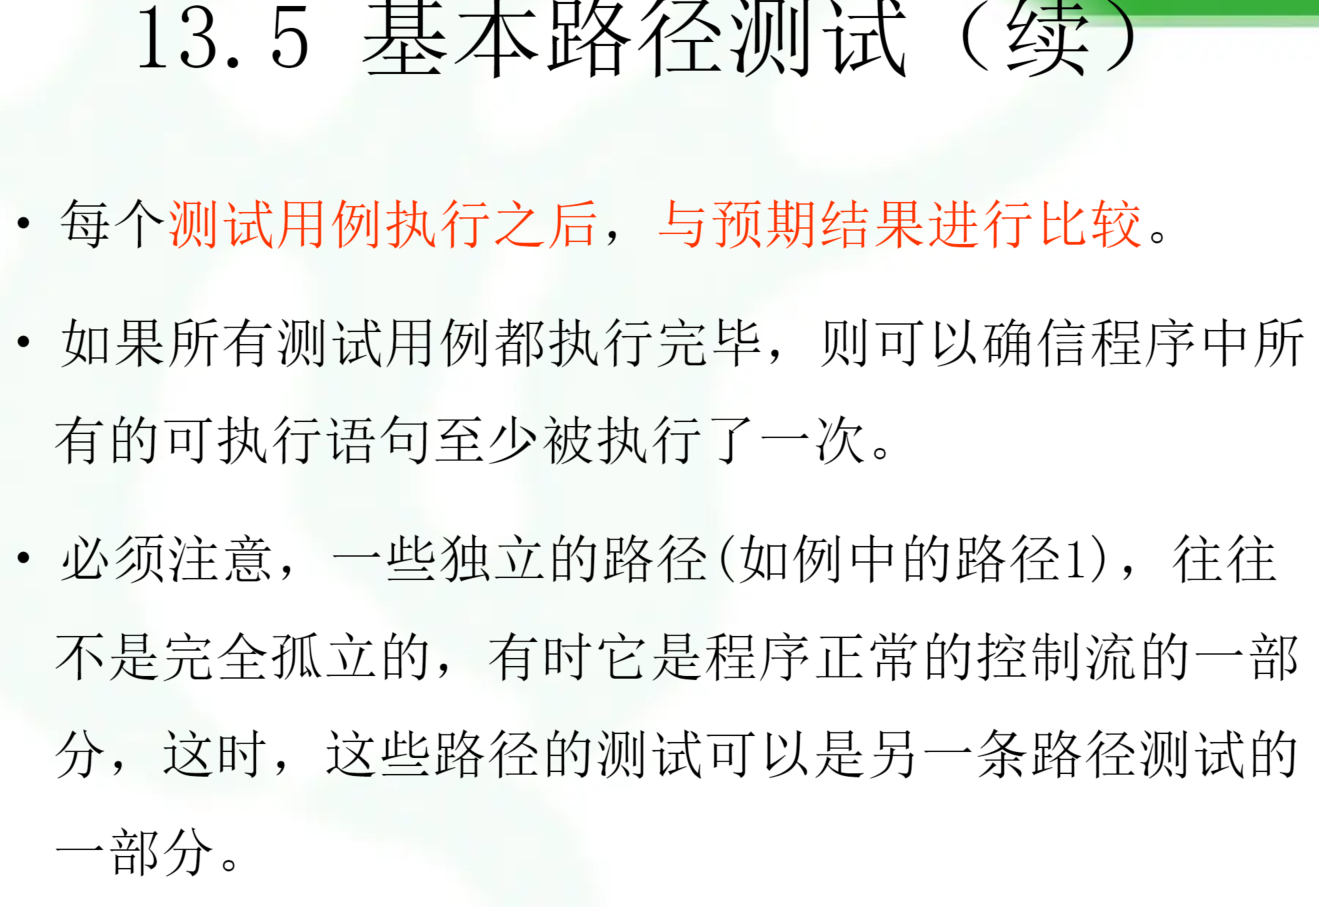 13.5 基本路径测试（续）
• 每个测试用例执行之后，与预期结果进行比较。
• 如果所有测试用例都执行完毕，则可以确信程序中所
有的可执行语句至少被执行了一次。
• 必须注意，一些独立的路径(如例中的路径1)，往往
不是完全孤立的，有时它是程序正常的控制流的一部
分，这时，这些路径的测试可以是另一条路径测试的
一部分。